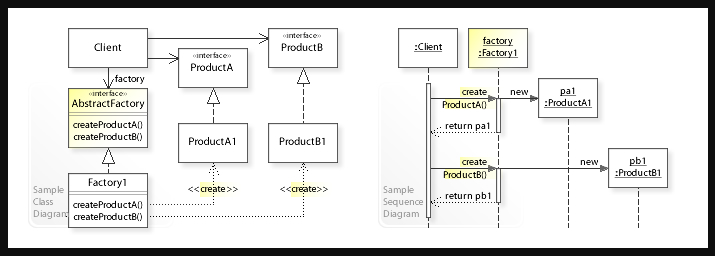 Client
factory
«interface»
ProductA
«interface»
ProductB
«interface»
AbstractFactory
createProductA()
createProductB()
ProductA1
ProductB1
Factory1
createProductA()
createProductB()
<<create>>
<<create>>
Sample
Class
Diagram
:Client
factory
:Factory1
create
ProductA()
new
pa1
:ProductA1
return pa1
create
ProductB()
new
pb1
:ProductB1
return pb1
Sample
Sequence
Diagram